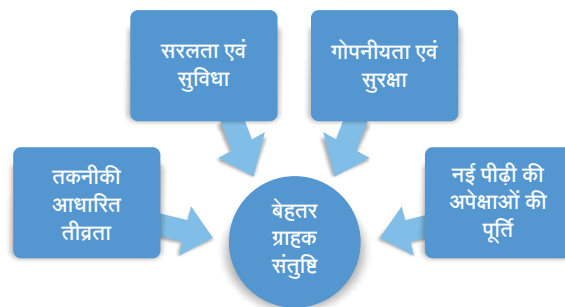 सरलता एवं
सुविधा
गोपनीयता एवं
सुरक्षा
तकनीकी
आधारित
तीव्रता
बेहतर
ग्राहक
संतुष्टि
नई पीढ़ी की
अपेक्षाओं की
पूर्ति